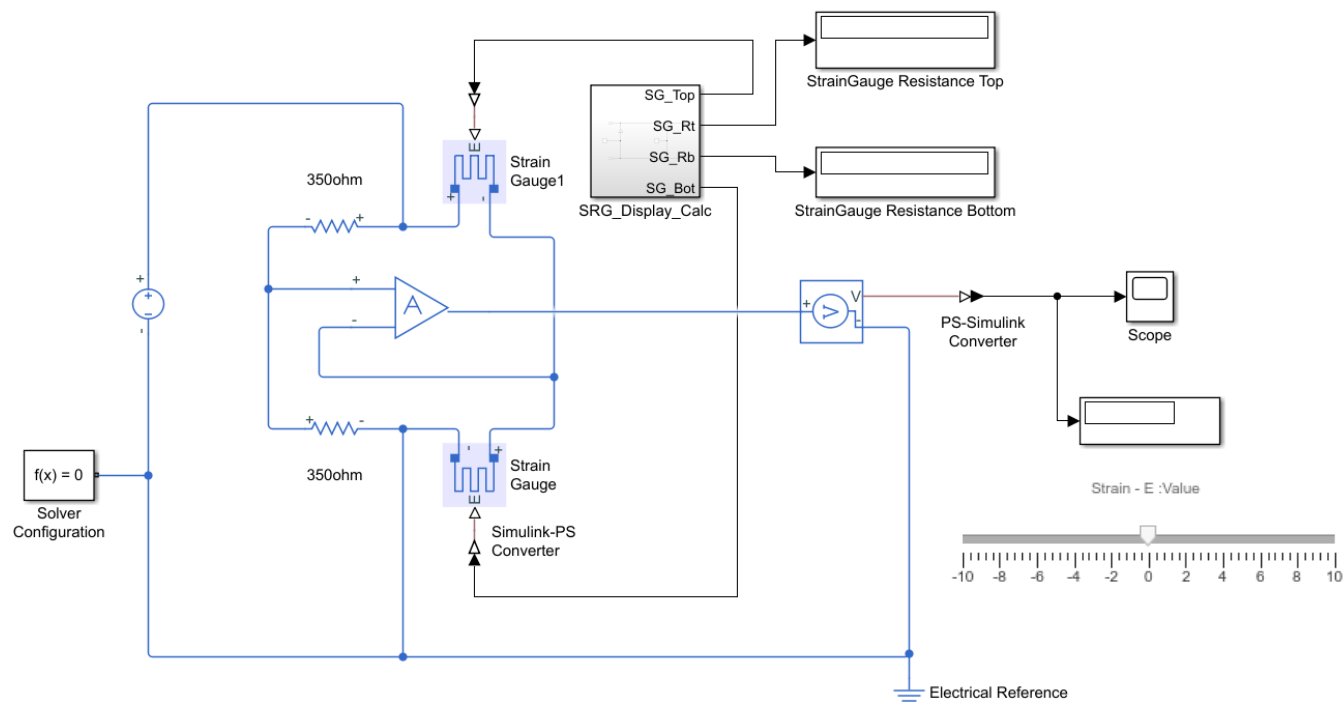 StrainGauge Resistance Top
SG_Top
SG_Rt
SG_Rb
SG_Bot
SRG_Display_Calc
StrainGauge Resistance Bottom
E
Strain
Gauge1
+
-
350ohm
-
+
+
-
+
-
+
-
A
+
V
V
-
PS-Simulink
Converter
Scope
+
-
350ohm
-
+
E
Strain
Gauge
Simulink-PS
Converter
f(x) = 0
Solver
Configuration
Strain - E :Value
-10 -8 -6 -4 -2 0 2 4 6 8 10
Electrical Reference